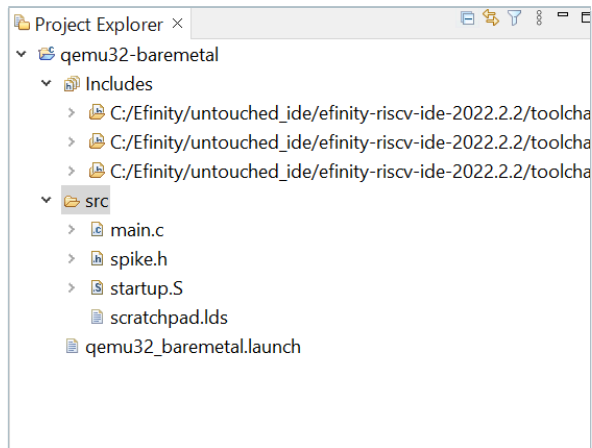 Project Explorer
qemu32-baremetal
Includes
C:/Efinity/untouched_ide/efinity-riscv-ide-2022.2.2/toolcha
C:/Efinity/untouched_ide/efinity-riscv-ide-2022.2.2/toolcha
C:/Efinity/untouched_ide/efinity-riscv-ide-2022.2.2/toolcha
src
main.c
spike.h
startup.S
scratchpad.lds
qemu32_baremetal.launch